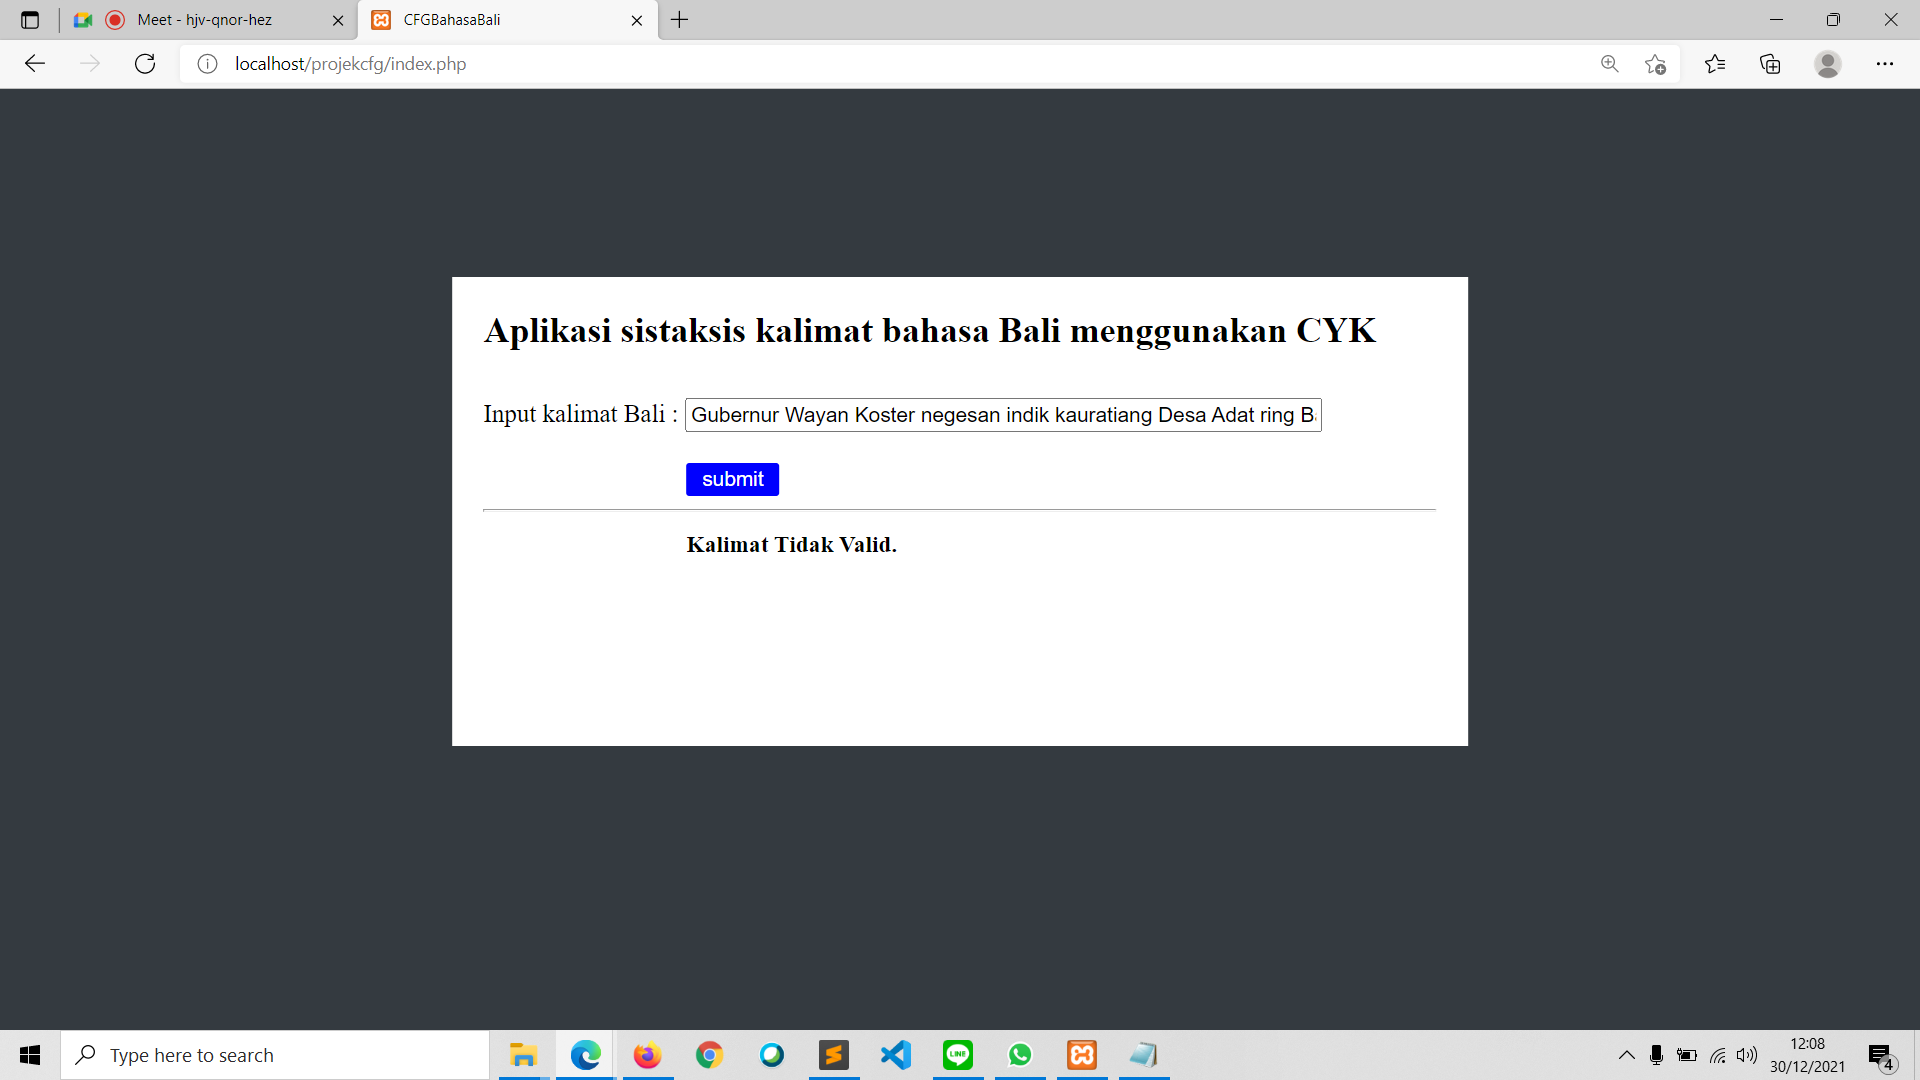 Meet - hjv-qnor-hez
CFGBahasaBali
localhost/projekcfg/index.php
Aplikasi sistaksis kalimat bahasa Bali menggunakan CYK
Input kalimat Bali : Gubernur Wayan Koster negesan indik kauratiang Desa Adat ring B
submit
Kalimat Tidak Valid.
Type here to search
LINE
12:08
30/12/2021
4